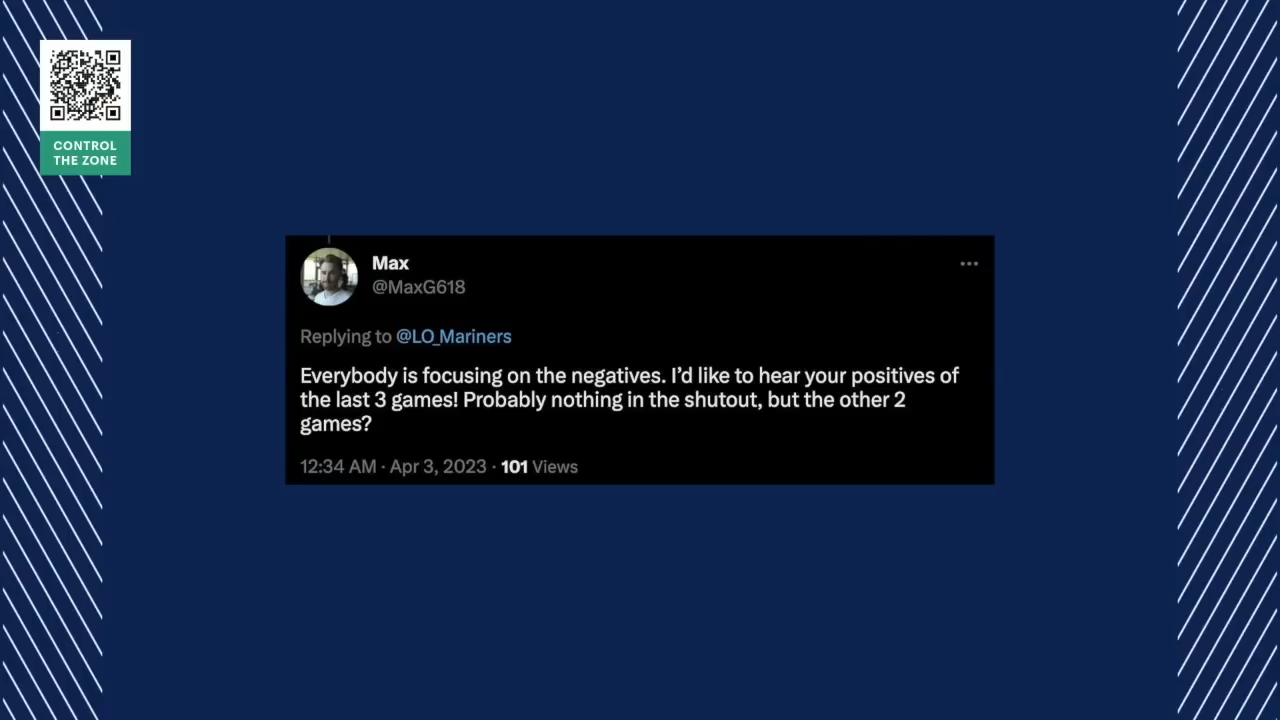 CONTROL
THE ZONE
Max
@MaxG618
Replying to @LO_Mariners
Everybody is focusing on the negatives. I’d like to hear your positives of
the last 3 games! Probably nothing in the shutout, but the other 2
games?
12:34 AM · Apr 3, 2023 · 101 Views